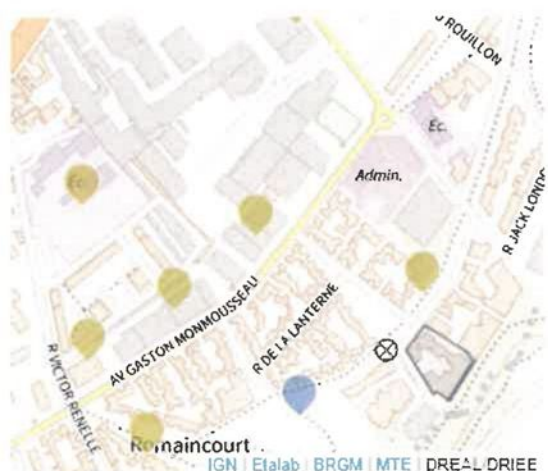 ROUILLON
Éc.
Admin.
Éc.
R JACK LONDO
AV GASTON MONMOUSSEAU
R DE LA LANTERNE
R VICTOR RENELLE
Romaincourt
IGN | Etalab | BRGM | MTE | DREAL/DRIEE